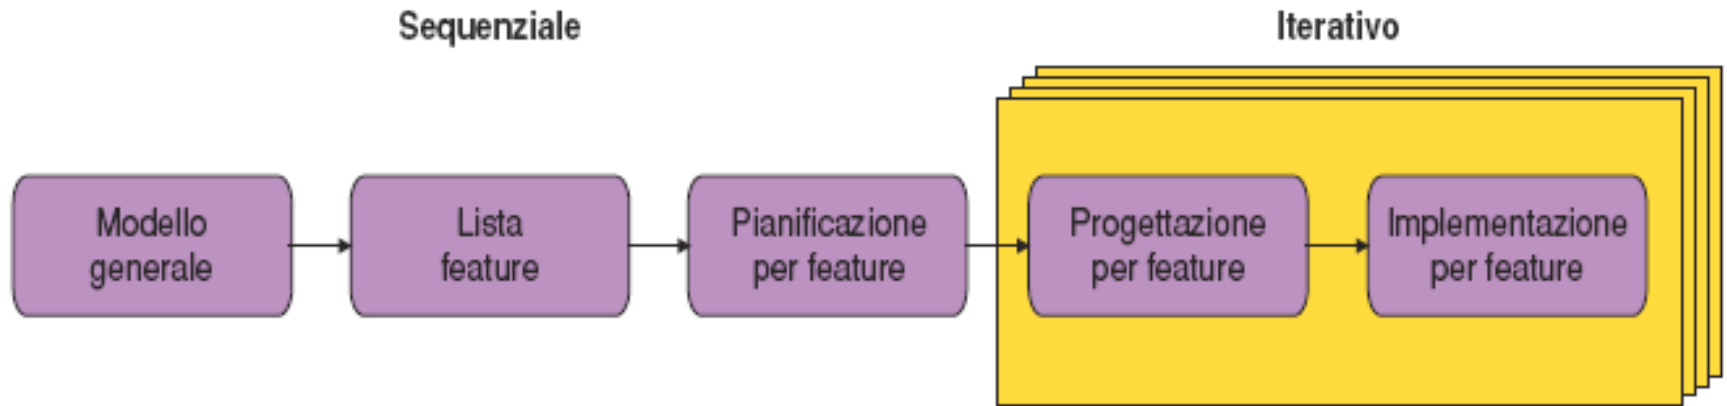 Sequenziale
Iterativo
Modello
generale
Lista
feature
Pianificazione
per feature
Progettazione
per feature
Implementazione
per feature